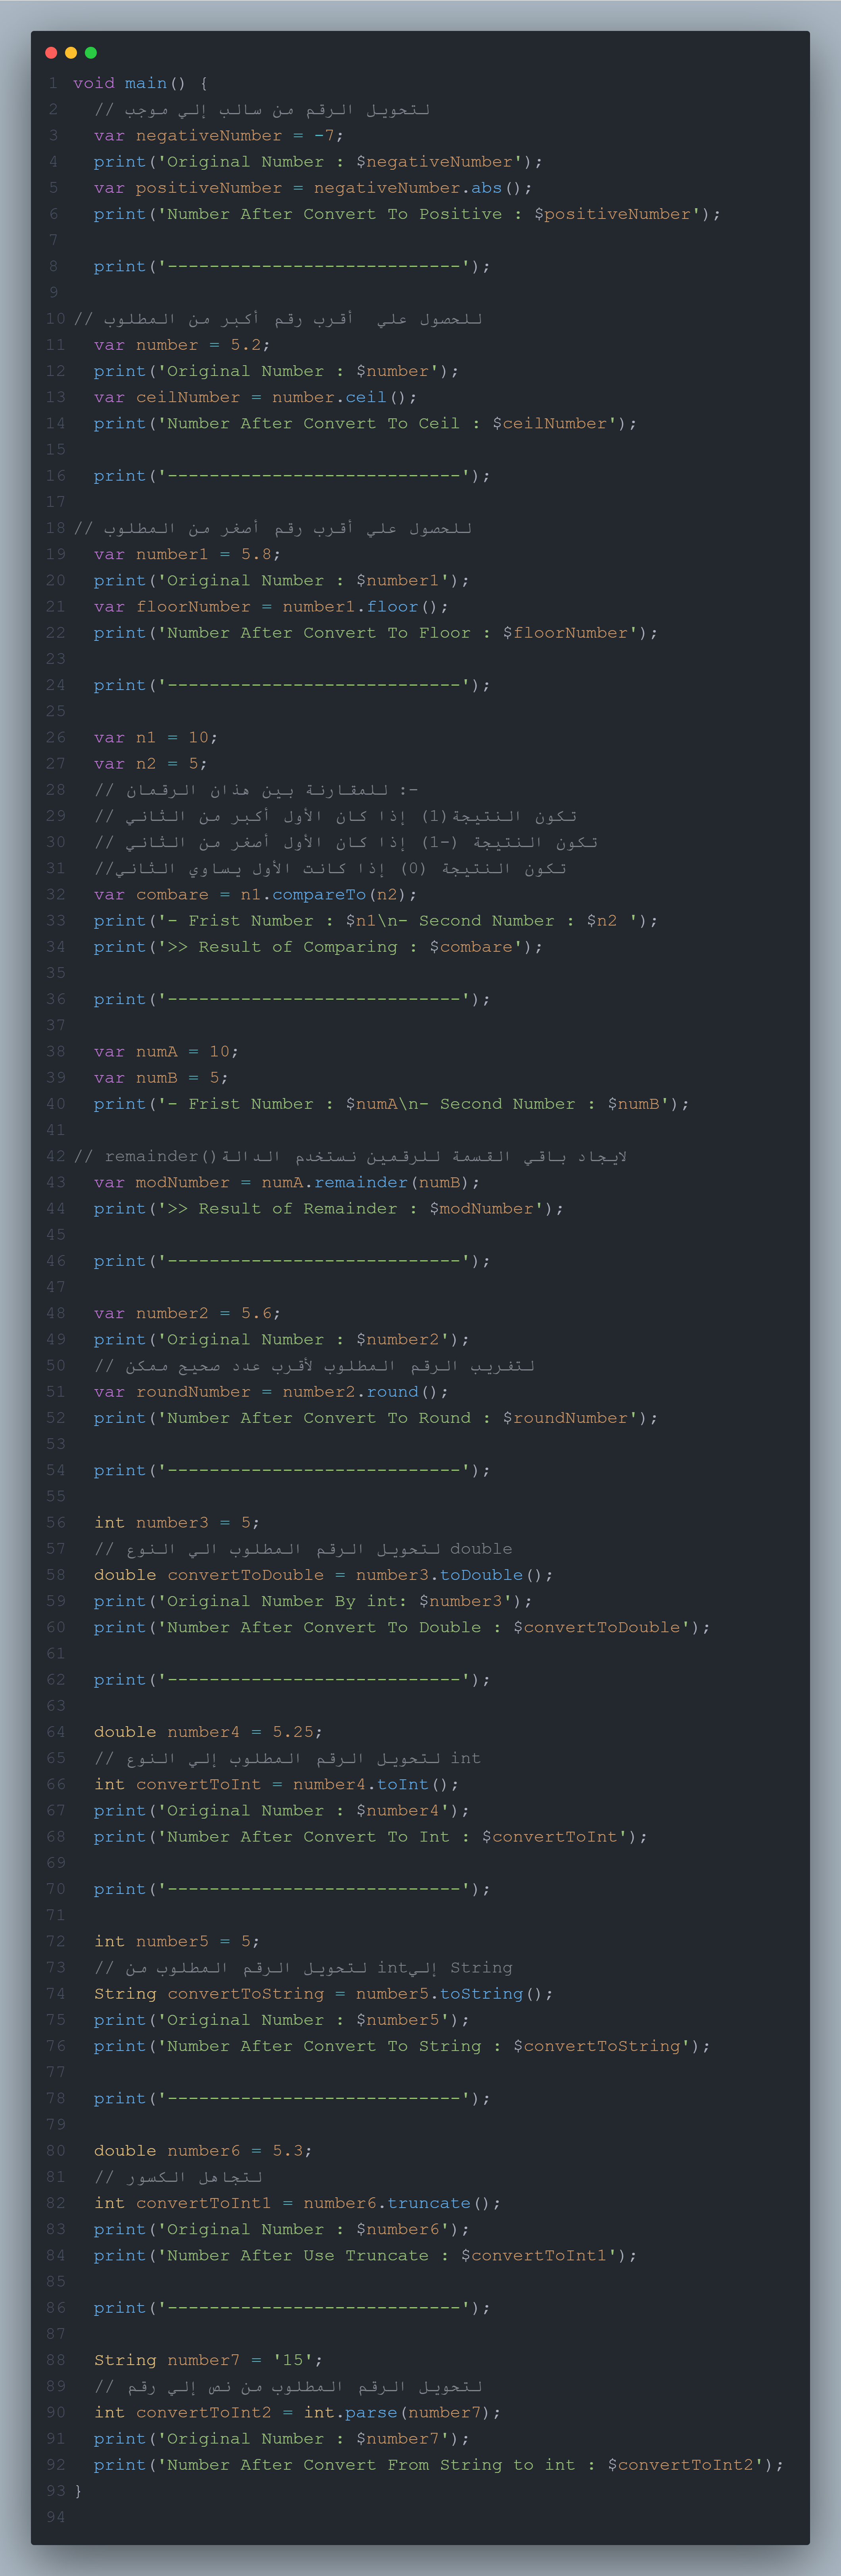 1 void main() {
2   // لتحويل الرقم من سالب إلي موجب
3   var negativeNumber = -7;
4   print('Original Number : $negativeNumber');
5   var positiveNumber = negativeNumber.abs();
6   print('Number After Convert To Positive : $positiveNumber');
7
8   print('----------------------------');
9
10 // للحصول علي  أقرب رقم أكبر من المطلوب
11   var number = 5.2;
12   print('Original Number : $number');
13   var ceilNumber = number.ceil();
14   print('Number After Convert To Ceil : $ceilNumber');
15
16   print('----------------------------');
17
18 // للحصول علي أقرب رقم أصغر من المطلوب
19   var number1 = 5.8;
20   print('Original Number : $number1');
21   var floorNumber = number1.floor();
22   print('Number After Convert To Floor : $floorNumber');
23
24   print('----------------------------');
25
26   var n1 = 10;
27   var n2 = 5;
28   // للمقارنة بين هذان الرقمان :-
29   // تكون النتيجة(1) إذا كان الأول أكبر من الثاني
30   // تكون النتيجة (-1) إذا كان الأول أصغر من الثاني
31   //تكون النتيجة (0) إذا كانت الأول يساوي الثاني
32   var combare = n1.compareTo(n2);
33   print('- Frist Number : $n1\n- Second Number : $n2 ');
34   print('>> Result of Comparing : $combare');
35
36   print('----------------------------');
37
38   var numA = 10;
39   var numB = 5;
40   print('- Frist Number : $numA\n- Second Number : $numB');
41
42 // remainder()لايجاد باقي القسمة للرقمين نستخدم الدالة
43   var modNumber = numA.remainder(numB);
44   print('>> Result of Remainder : $modNumber');
45
46   print('----------------------------');
47
48   var number2 = 5.6;
49   print('Original Number : $number2');
50   // لتفريب الرقم المطلوب لأقرب عدد صحيح ممكن
51   var roundNumber = number2.round();
52   print('Number After Convert To Round : $roundNumber');
53
54   print('----------------------------');
55
56   int number3 = 5;
57   // لتحويل الرقم المطلوب الي النوع double
58   double convertToDouble = number3.toDouble();
59   print('Original Number By int: $number3');
60   print('Number After Convert To Double : $convertToDouble');
61
62   print('----------------------------');
63
64   double number4 = 5.25;
65   // لتحويل الرقم المطلوب إلي النوع int
66   int convertToInt = number4.toInt();
67   print('Original Number : $number4');
68   print('Number After Convert To Int : $convertToInt');
69
70   print('----------------------------');
71
72   int number5 = 5;
73   // لتحويل الرقم المطلوب من intإلي String
74   String convertToString = number5.toString();
75   print('Original Number : $number5');
76   print('Number After Convert To String : $convertToString');
77
78   print('----------------------------');
79
80   double number6 = 5.3;
81   // لتجاهل الكسور
82   int convertToInt1 = number6.truncate();
83   print('Original Number : $number6');
84   print('Number After Use Truncate : $convertToInt1');
85
86   print('----------------------------');
87
88   String number7 = '15';
89   // لتحويل الرقم المطلوب من نص إلي رقم
90   int convertToInt2 = int.parse(number7);
91   print('Original Number : $number7');
92   print('Number After Convert From String to int : $convertToInt2');
93 }
94